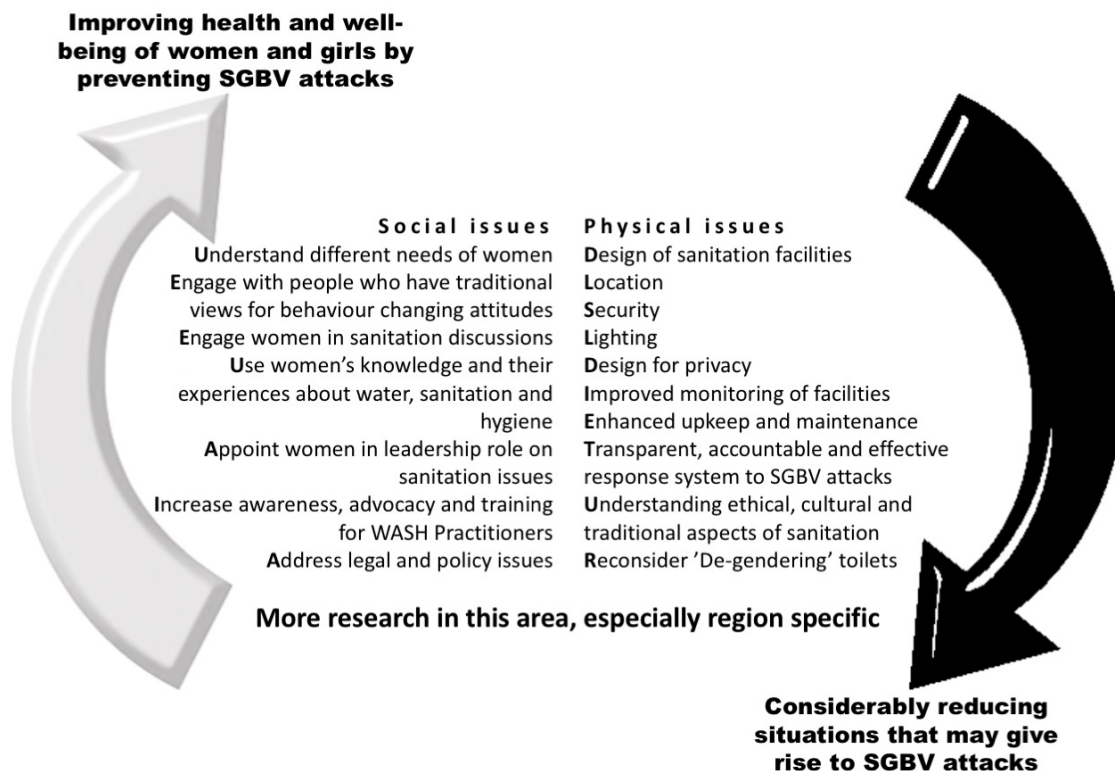 Improving health and well-
being of women and girls by
preventing SGBV attacks
Social issues
Understand different needs of women
Engage with people who have traditional
views for behaviour changing attitudes
Engage women in sanitation discussions
Use women’s knowledge and their
experiences about water, sanitation and
hygiene
Appoint women in leadership role on
sanitation issues
Increase awareness, advocacy and training
for WASH Practitioners
Address legal and policy issues
Physical issues
Design of sanitation facilities
Location
Security
Lighting
Design for privacy
Improved monitoring of facilities
Enhanced upkeep and maintenance
Transparent, accountable and effective
response system to SGBV attacks
Understanding ethical, cultural and
traditional aspects of sanitation
Reconsider ’De-gendering’ toilets
More research in this area, especially region specific
Considerably reducing
situations that may give
rise to SGBV attacks